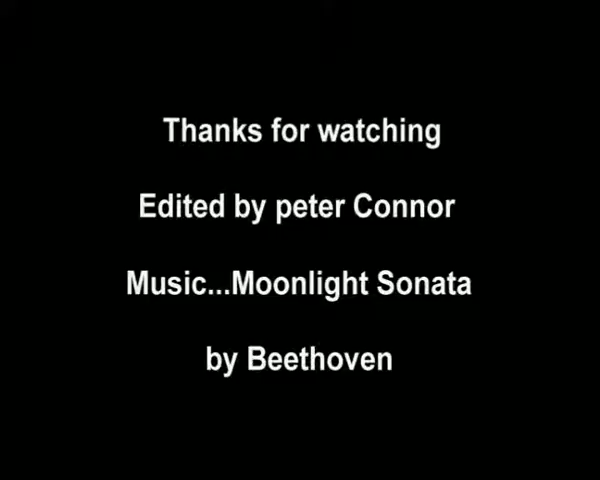 Thanks for watching
Edited by peter Connor
Music...Moonlight Sonata
by Beethoven